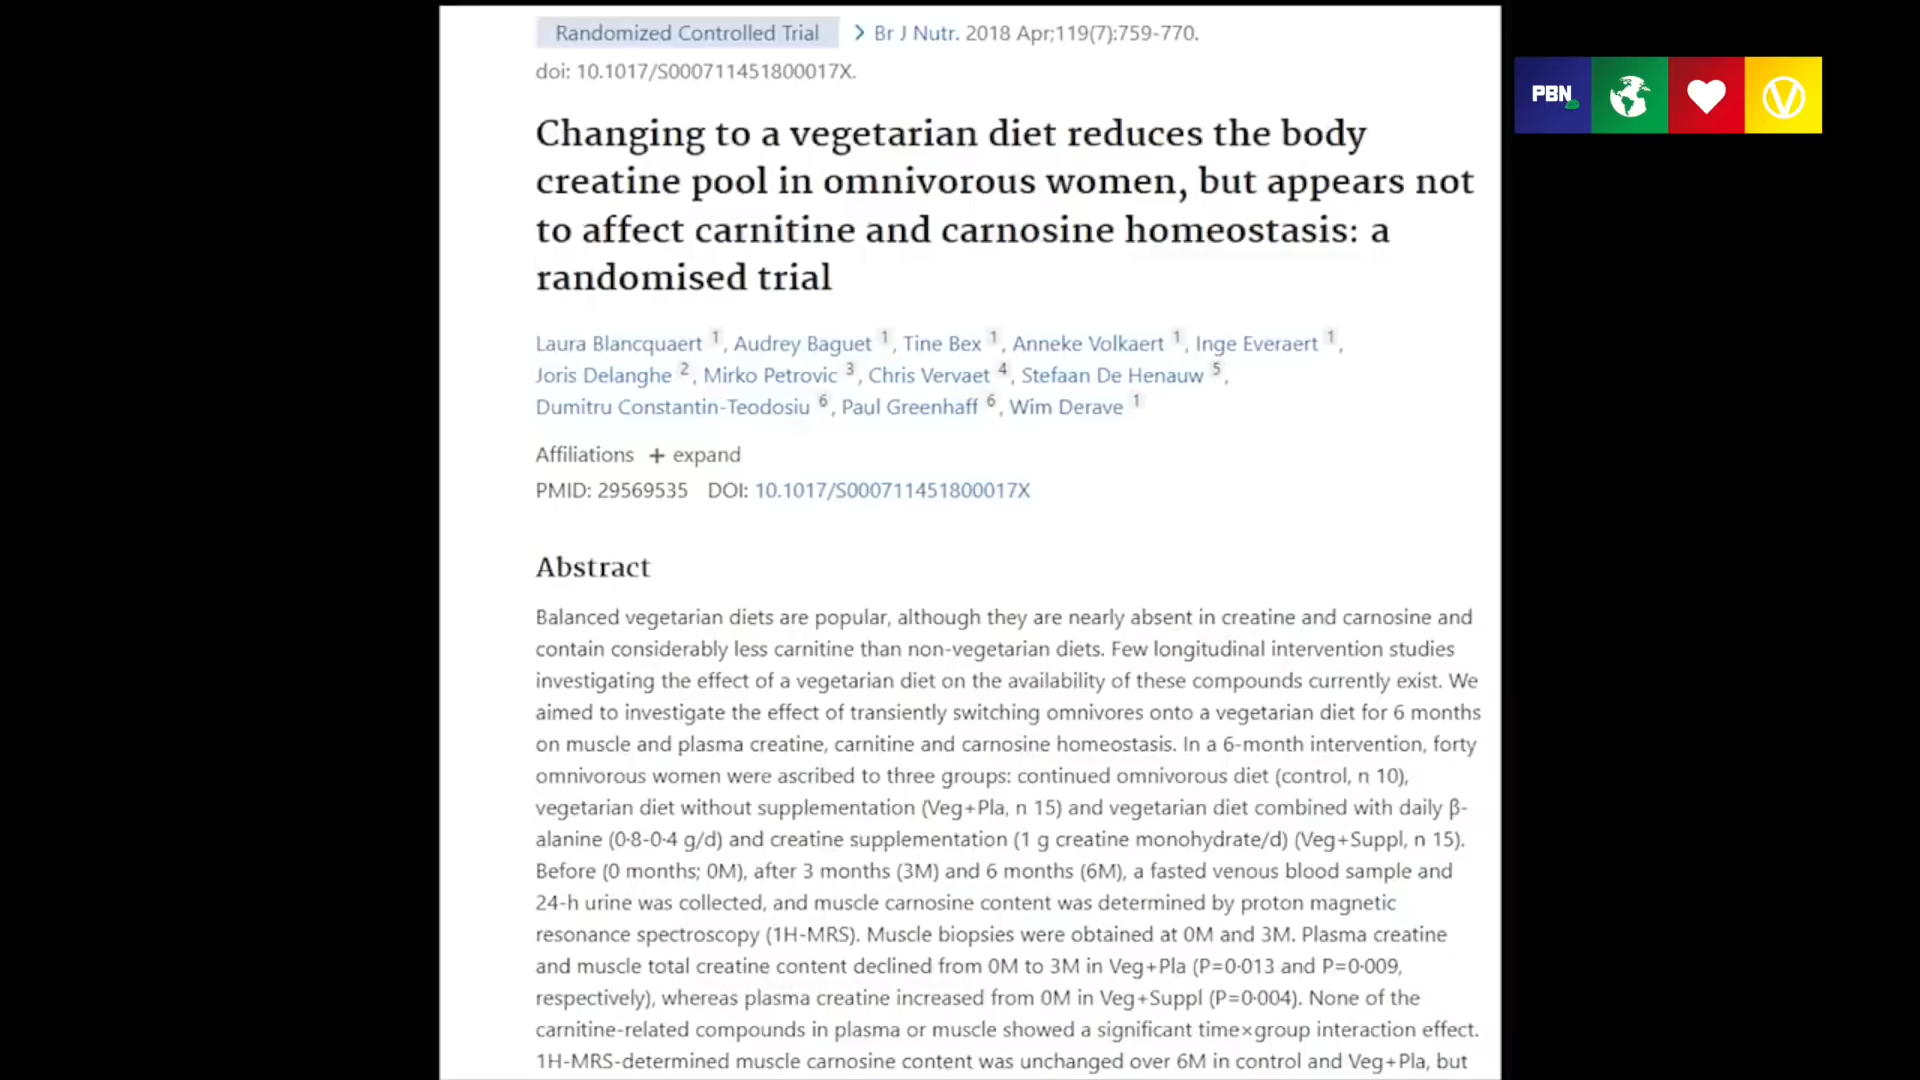 Randomized Controlled Trial > Br J Nutr. 2018 Apr;119(7):759-770.
doi: 10.1017/S000711451800017X.
PBN
Changing to a vegetarian diet reduces the body
creatine pool in omnivorous women, but appears not
to affect carnitine and carnosine homeostasis: a
randomised trial
Laura Blancquaert 1, Audrey Baguet 1, Tine Bex 1, Anneke Volkaert 1, Inge Everaert 1,
Joris Delanghe 2, Mirko Petrovic 3, Chris Vervaet 4, Stefaan De Henauw 5,
Dumitru Constantin-Teodosiu 6, Paul Greenhaff 6, Wim Derave 1
Affiliations + expand
PMID: 29569535 DOI: 10.1017/S000711451800017X
Abstract
Balanced vegetarian diets are popular, although they are nearly absent in creatine and carnosine and
contain considerably less carnitine than non-vegetarian diets. Few longitudinal intervention studies
investigating the effect of a vegetarian diet on the availability of these compounds currently exist. We
aimed to investigate the effect of transiently switching omnivores onto a vegetarian diet for 6 months
on muscle and plasma creatine, carnitine and carnosine homeostasis. In a 6-month intervention, forty
omnivorous women were ascribed to three groups: continued omnivorous diet (control, n 10),
vegetarian diet without supplementation (Veg+Pla, n 15) and vegetarian diet combined with daily β-
alanine (0·8-0·4 g/d) and creatine supplementation (1 g creatine monohydrate/d) (Veg+Suppl, n 15).
Before (0 months; 0M), after 3 months (3M) and 6 months (6M), a fasted venous blood sample and
24-h urine was collected, and muscle carnosine content was determined by proton magnetic
resonance spectroscopy (1H-MRS). Muscle biopsies were obtained at 0M and 3M. Plasma creatine
and muscle total creatine content declined from 0M to 3M in Veg+Pla (P=0·013 and P=0·009,
respectively), whereas plasma creatine increased from 0M in Veg+Suppl (P=0·004). None of the
carnitine-related compounds in plasma or muscle showed a significant time×group interaction effect.
1H-MRS-determined muscle carnosine content was unchanged over 6M in control and Veg+Pla, but